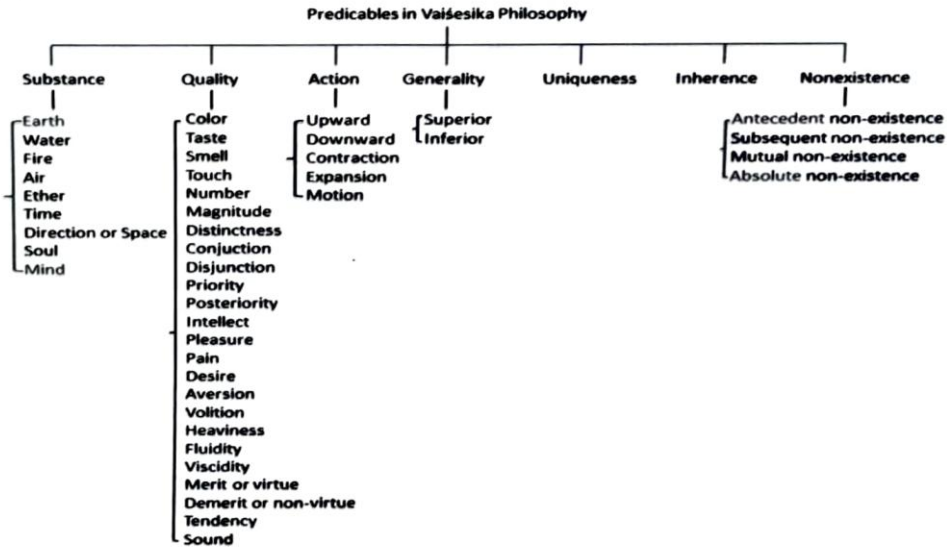 Predicables in Vaiśesika Philosophy
Substance Quality Action Generality Uniqueness Inherence Nonexistence
Earth
Water
Fire
Air
Ether
Time
Direction or Space
Soul
Mind
Color
Taste
Smell
Touch
Number
Magnitude
Distinctness
Conjuction
Disjunction
Priority
Posteriority
Intellect
Pleasure
Pain
Desire
Aversion
Volition
Heaviness
Fluidity
Viscidity
Merit or virtue
Demerit or non-virtue
Tendency
Sound
Upward
Downward
Contraction
Expansion
Motion
Superior
Inferior
Antecedent non-existence
Subsequent non-existence
Mutual non-existence
Absolute non-existence